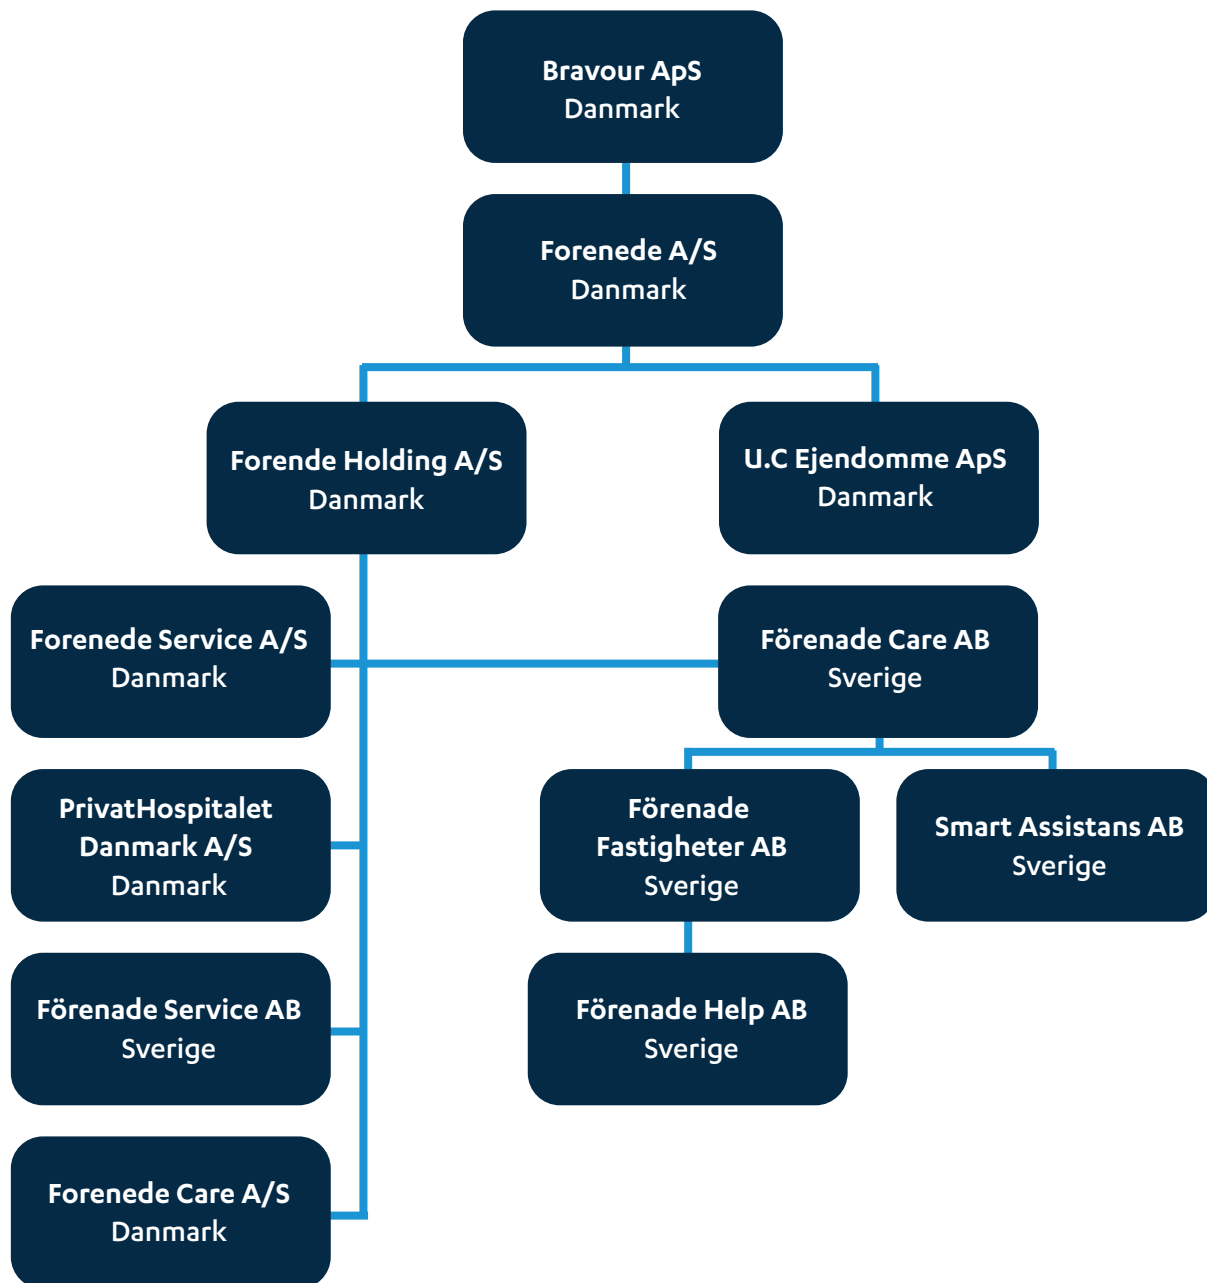 Bravour ApS
Danmark
Forenede A/S
Danmark
Forende Holding A/S
Danmark
U.C Ejendomme ApS
Danmark
Forenede Service A/S
Danmark
Förenade Care AB
Sverige
PrivatHospitalet
Danmark A/S
Danmark
Förenade
Fastigheter AB
Sverige
Smart Assistans AB
Sverige
Förenade Service AB
Sverige
Förenade Help AB
Sverige
Forenede Care A/S
Danmark